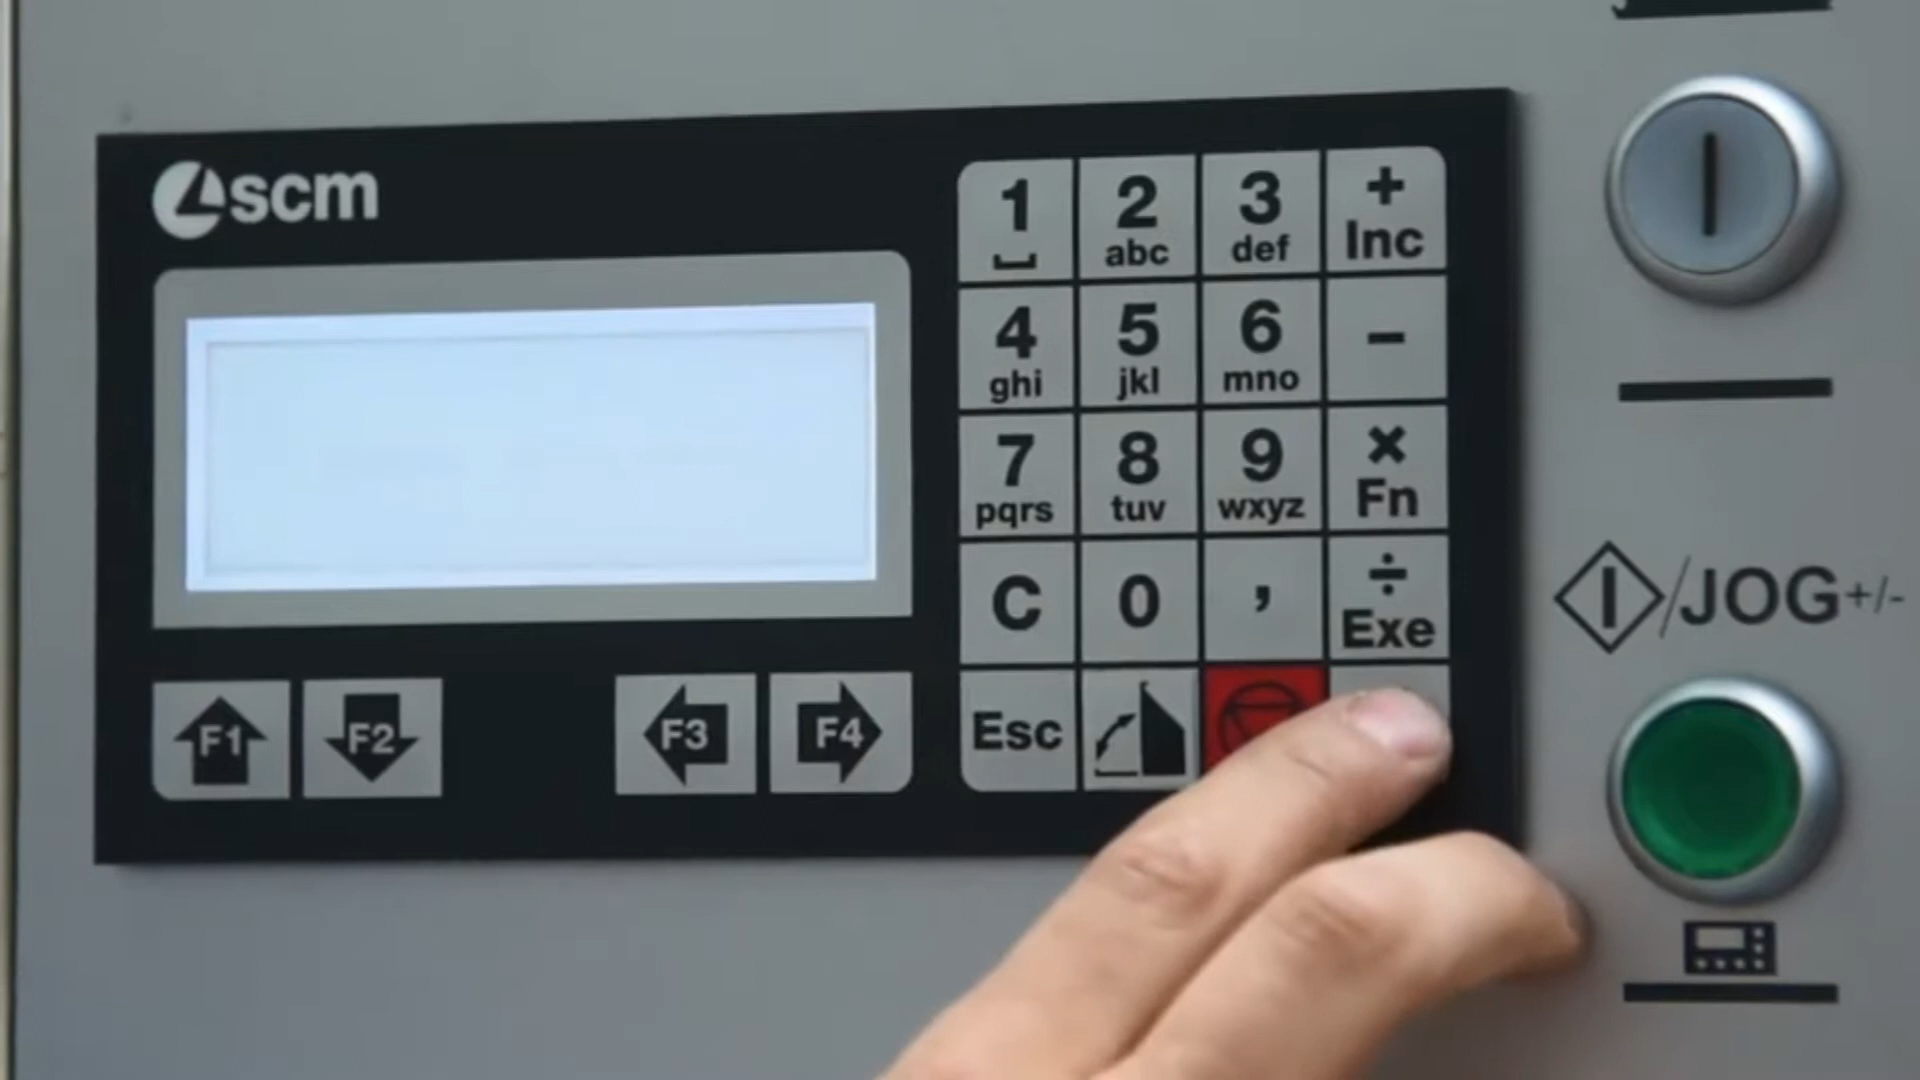 scm
1 2 3 +
abc def Inc
4 5 6 –
ghi jkl mno
7 8 9 ×
pqrs tuv wxyz Fn
C 0 , ÷
Exe
Esc
F1 F2 F3 F4
/JOG+/-